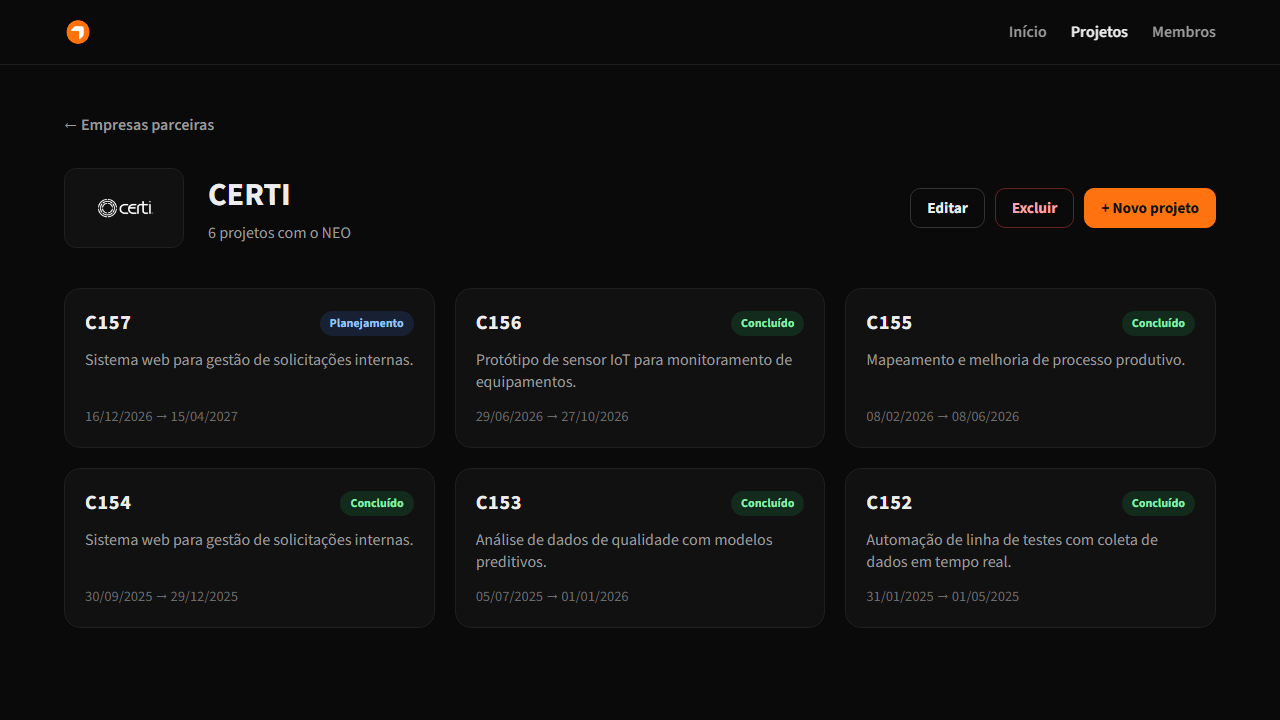 Início
Projetos
Membros
← Empresas parceiras
certi
CERTI
6 projetos com o NEO
Editar
Excluir
+ Novo projeto
C157
Planejamento
Sistema web para gestão de solicitações internas.
16/12/2026 → 15/04/2027
C156
Concluído
Protótipo de sensor IoT para monitoramento de
equipamentos.
29/06/2026 → 27/10/2026
C155
Concluído
Mapeamento e melhoria de processo produtivo.
08/02/2026 → 08/06/2026
C154
Concluído
Sistema web para gestão de solicitações internas.
30/09/2025 → 29/12/2025
C153
Concluído
Análise de dados de qualidade com modelos
preditivos.
05/07/2025 → 01/01/2026
C152
Concluído
Automação de linha de testes com coleta de
dados em tempo real.
31/01/2025 → 01/05/2025